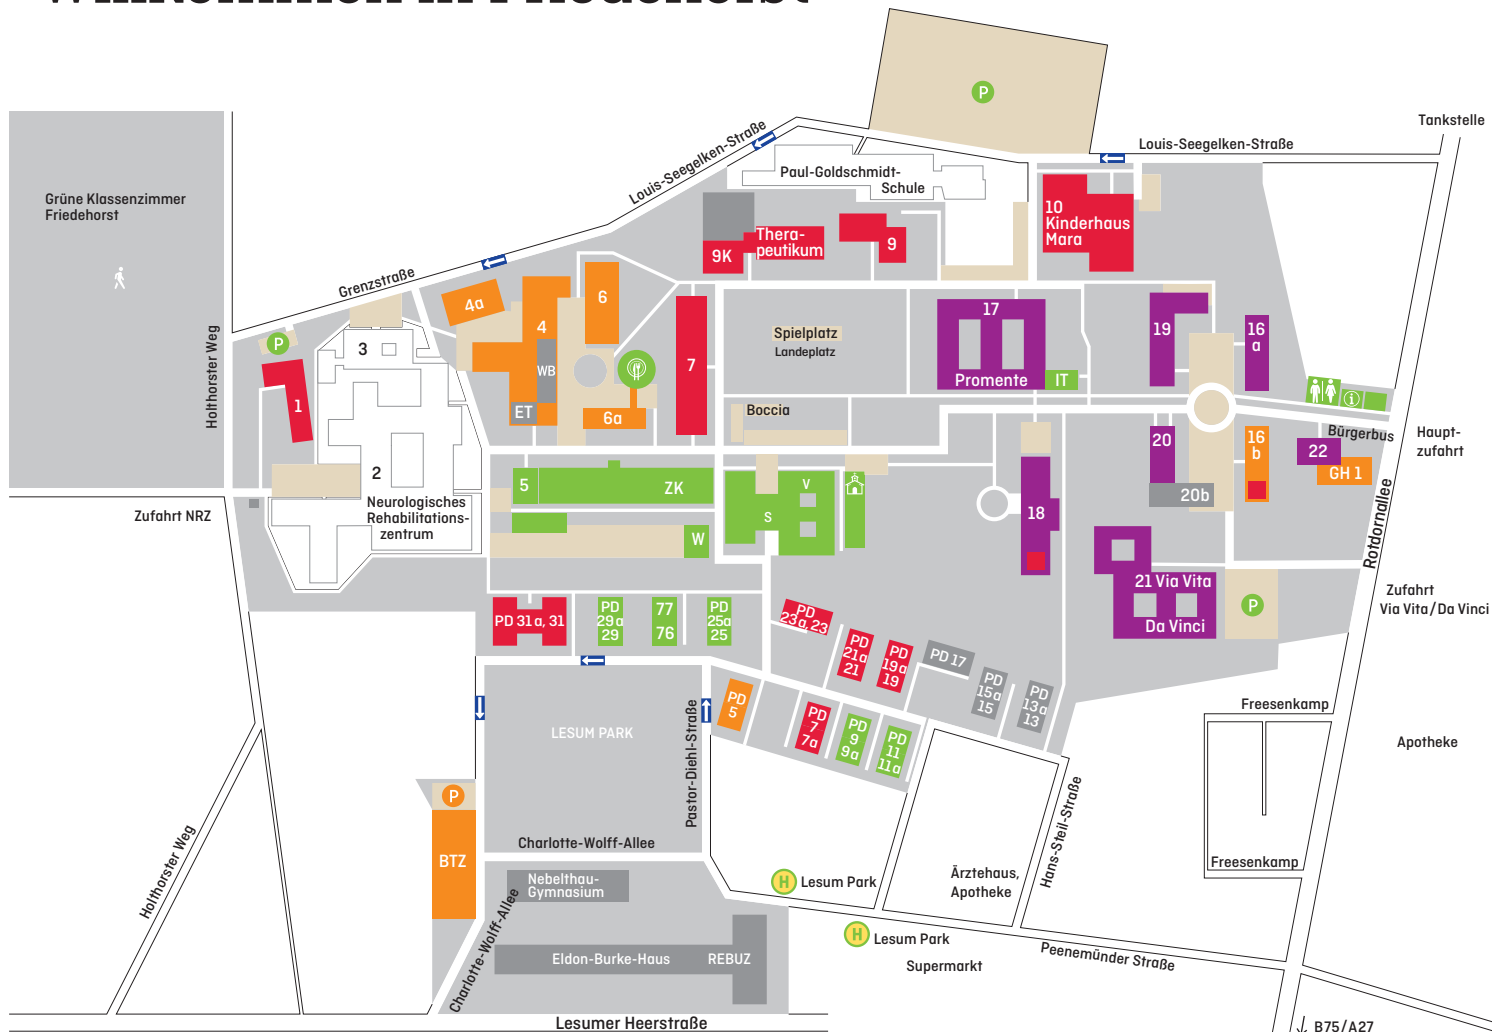 Willkommen in Friedehorst
P
Tankstelle
Louis-Seegelken-Straße
Louis-Seegelken-Straße
Paul-Goldschmidt-
Schule
Grüne Klassenzimmer
Friedehorst
10
Kinderhaus
Mara
Thera-
peutikum
9K
9
Grenzstraße
4a
6
4
17
19
16
a
Spielplatz
Landeplatz
P
3
Holthorster Weg
WB
7
Promente
IT
1
ET
6a
Boccia
i
Bürgerbus
Haupt-
zufahrt
20
16
b
22
GH 1
2
5
ZK
V
S
20b
18
Neurologisches
Rehabilitations-
zentrum
Zufahrt NRZ
W
Rotdornallee
21 Via Vita
Da Vinci
P
Zufahrt
Via Vita/Da Vinci
PD 31a, 31
PD
29a
29
77
76
PD
25a
25
PD
23a, 23
PD
21a
21
PD
19a
19
PD 17
PD
15a
15
PD
13a
13
PD
5
PD
7
7a
PD
9
9a
PD
11
11a
Freesenkamp
LESUM PARK
Pastor-Diehl-Straße
Apotheke
P
BTZ
Hans-Steil-Straße
Charlotte-Wolff-Allee
Freesenkamp
Holthorster Weg
Nebelthau-
Gymnasium
H
Lesum Park
Ärztehaus,
Apotheke
Charlotte-Wolff-Allee
H
Lesum Park
Supermarkt
Peenemünder Straße
Eldon-Burke-Haus
REBUZ
Lesumer Heerstraße
B75/A27